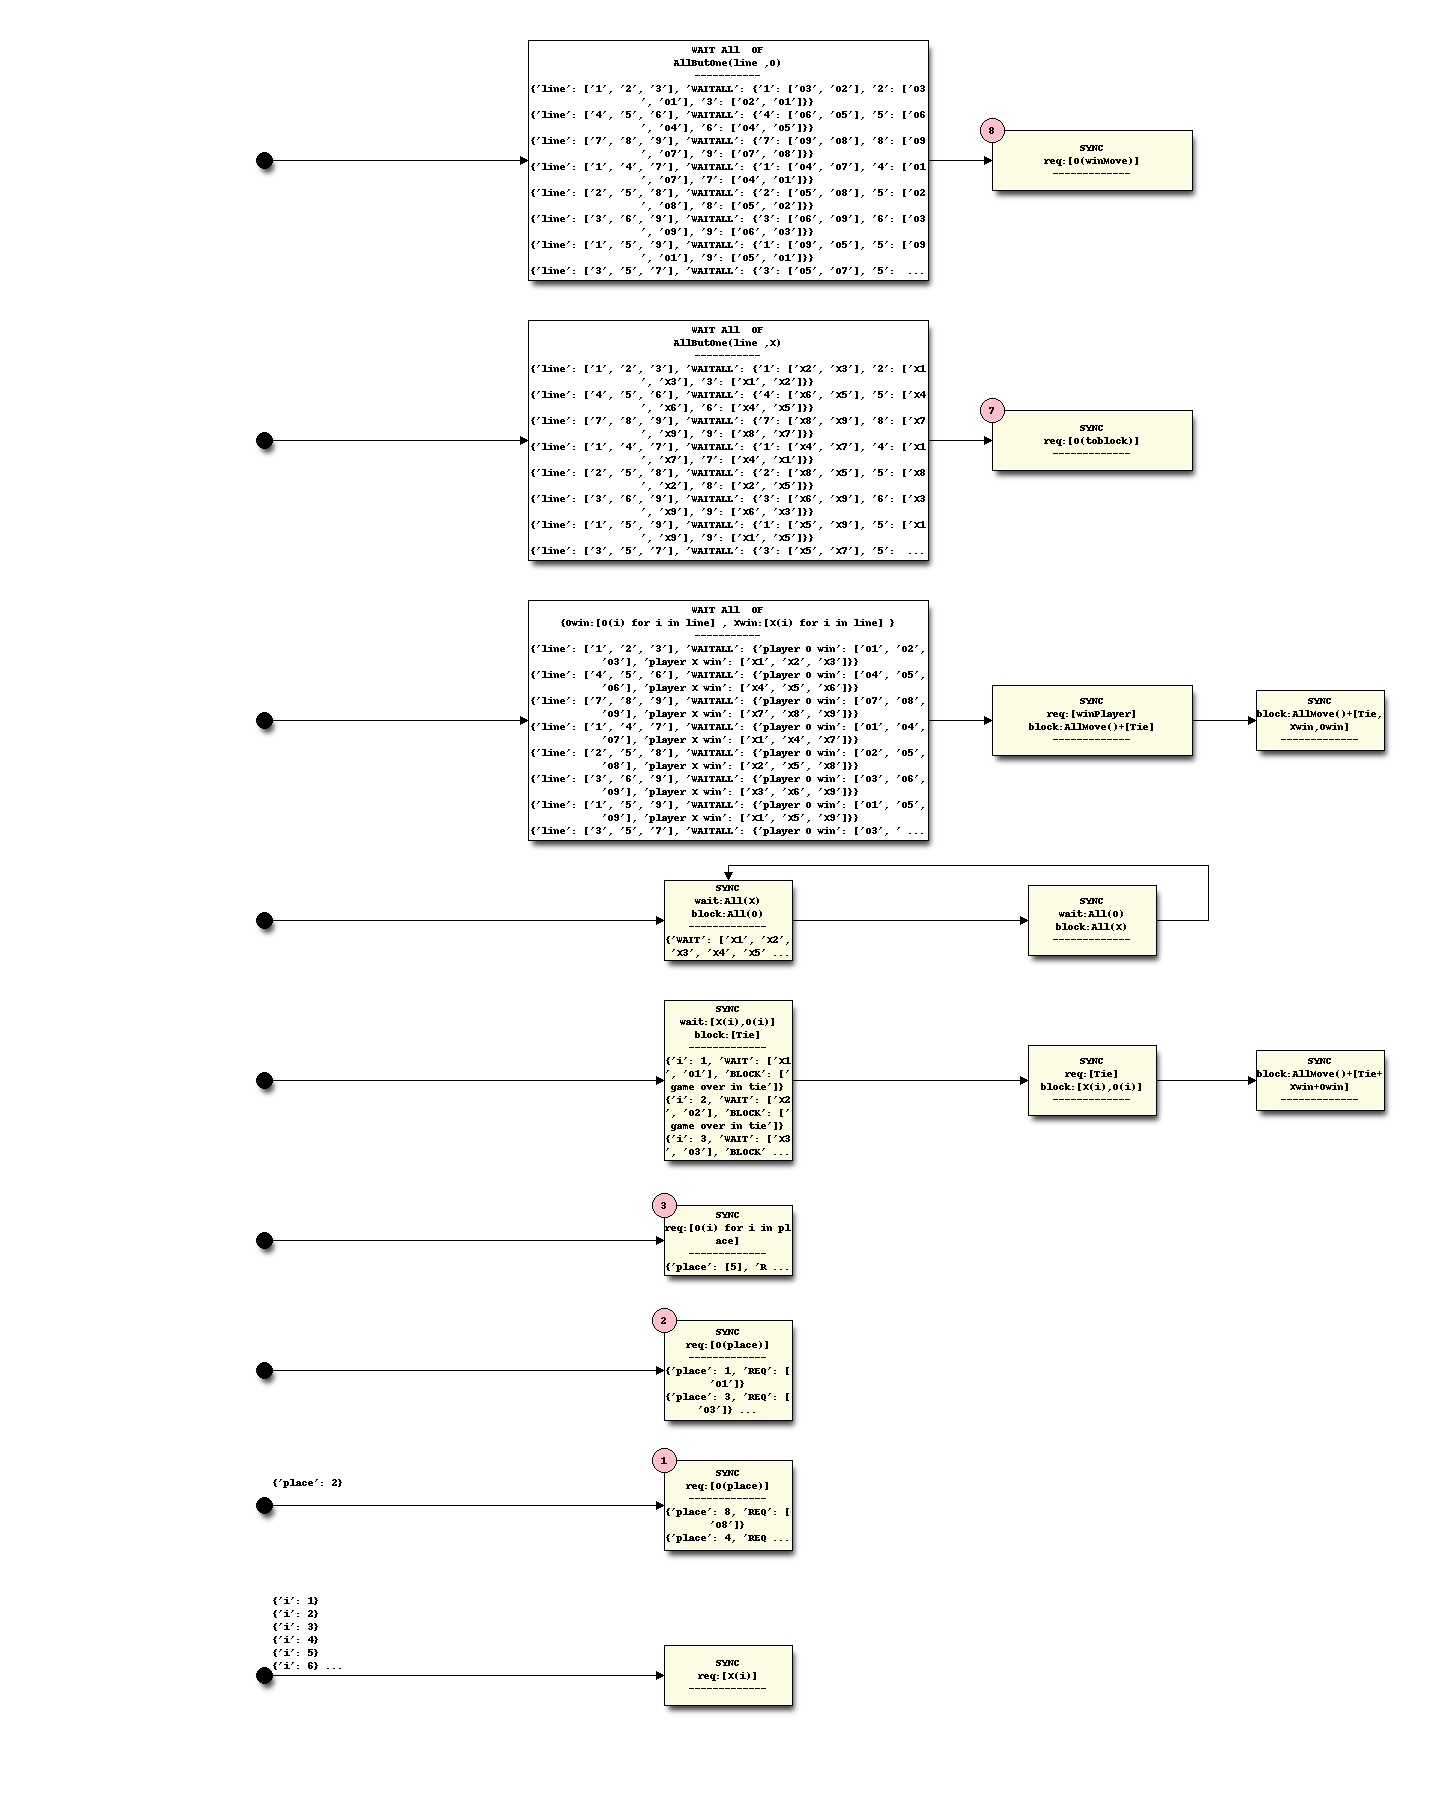 WAIT All  OF
AllButOne(line ,O)
-----------
{'line': ['1', '2', '3'], 'WAITALL': {'1': ['O3', 'O2'], '2': ['O3
', 'O1'], '3': ['O2', 'O1']}}
{'line': ['4', '5', '6'], 'WAITALL': {'4': ['O6', 'O5'], '5': ['O6
', 'O4'], '6': ['O4', 'O5']}}
{'line': ['7', '8', '9'], 'WAITALL': {'7': ['O9', 'O8'], '8': ['O9
', 'O7'], '9': ['O7', 'O8']}}
{'line': ['1', '4', '7'], 'WAITALL': {'1': ['O4', 'O7'], '4': ['O1
', 'O7'], '7': ['O4', 'O1']}}
{'line': ['2', '5', '8'], 'WAITALL': {'2': ['O5', 'O8'], '5': ['O2
', 'O8'], '8': ['O5', 'O2']}}
{'line': ['3', '6', '9'], 'WAITALL': {'3': ['O6', 'O9'], '6': ['O3
', 'O9'], '9': ['O6', 'O3']}}
{'line': ['1', '5', '9'], 'WAITALL': {'1': ['O9', 'O5'], '5': ['O9
', 'O1'], '9': ['O5', 'O1']}}
{'line': ['3', '5', '7'], 'WAITALL': {'3': ['O5', 'O7'], '5':  ...
8
SYNC
req:[O(winMove)]
-------------
WAIT All  OF
AllButOne(line ,X)
-----------
{'line': ['1', '2', '3'], 'WAITALL': {'1': ['X2', 'X3'], '2': ['X1
', 'X3'], '3': ['X1', 'X2']}}
{'line': ['4', '5', '6'], 'WAITALL': {'4': ['X6', 'X5'], '5': ['X4
', 'X6'], '6': ['X4', 'X5']}}
{'line': ['7', '8', '9'], 'WAITALL': {'7': ['X8', 'X9'], '8': ['X7
', 'X9'], '9': ['X8', 'X7']}}
{'line': ['1', '4', '7'], 'WAITALL': {'1': ['X4', 'X7'], '4': ['X1
', 'X7'], '7': ['X4', 'X1']}}
{'line': ['2', '5', '8'], 'WAITALL': {'2': ['X8', 'X5'], '5': ['X8
', 'X2'], '8': ['X2', 'X5']}}
{'line': ['3', '6', '9'], 'WAITALL': {'3': ['X6', 'X9'], '6': ['X3
', 'X9'], '9': ['X6', 'X3']}}
{'line': ['1', '5', '9'], 'WAITALL': {'1': ['X5', 'X9'], '5': ['X1
', 'X9'], '9': ['X1', 'X5']}}
{'line': ['3', '5', '7'], 'WAITALL': {'3': ['X5', 'X7'], '5':  ...
7
SYNC
req:[O(toblock)]
-------------
WAIT All  OF
{Owin:[O(i) for i in line] , Xwin:[X(i) for i in line] }
-----------
{'line': ['1', '2', '3'], 'WAITALL': {'player O win': ['O1', 'O2',
'O3'], 'player X win': ['X1', 'X2', 'X3']}}
{'line': ['4', '5', '6'], 'WAITALL': {'player O win': ['O4', 'O5',
'O6'], 'player X win': ['X4', 'X5', 'X6']}}
{'line': ['7', '8', '9'], 'WAITALL': {'player O win': ['O7', 'O8',
'O9'], 'player X win': ['X7', 'X8', 'X9']}}
{'line': ['1', '4', '7'], 'WAITALL': {'player O win': ['O1', 'O4',
'O7'], 'player X win': ['X1', 'X4', 'X7']}}
{'line': ['2', '5', '8'], 'WAITALL': {'player O win': ['O2', 'O5',
'O8'], 'player X win': ['X2', 'X5', 'X8']}}
{'line': ['3', '6', '9'], 'WAITALL': {'player O win': ['O3', 'O6',
'O9'], 'player X win': ['X3', 'X6', 'X9']}}
{'line': ['1', '5', '9'], 'WAITALL': {'player O win': ['O1', 'O5',
'O9'], 'player X win': ['X1', 'X5', 'X9']}}
{'line': ['3', '5', '7'], 'WAITALL': {'player O win': ['O3', ' ...
SYNC
req:[winPlayer]
block:AllMove()+[Tie]
-------------
SYNC
block:AllMove()+[Tie,
Xwin,Owin]
-------------
SYNC
wait:All(X)
block:All(O)
-------------
{'WAIT': ['X1', 'X2',
'X3', 'X4', 'X5' ...
SYNC
wait:All(O)
block:All(X)
-------------
SYNC
wait:[X(i),O(i)]
block:[Tie]
-------------
{'i': 1, 'WAIT': ['X1
', 'O1'], 'BLOCK': ['
game over in tie']}
{'i': 2, 'WAIT': ['X2
', 'O2'], 'BLOCK': ['
game over in tie']}
{'i': 3, 'WAIT': ['X3
', 'O3'], 'BLOCK' ...
SYNC
req:[Tie]
block:[X(i),O(i)]
-------------
SYNC
block:AllMove()+[Tie+
Xwin+Owin]
-------------
3
SYNC
req:[O(i) for i in pl
ace]
-------------
{'place': [5], 'R ...
2
SYNC
req:[O(place)]
-------------
{'place': 1, 'REQ': [
'O1']}
{'place': 3, 'REQ': [
'O3']} ...
{'place': 2}
1
SYNC
req:[O(place)]
-------------
{'place': 8, 'REQ': [
'O8']}
{'place': 4, 'REQ ...
{'i': 1}
{'i': 2}
{'i': 3}
{'i': 4}
{'i': 5}
{'i': 6} ...
SYNC
req:[X(i)]
-------------